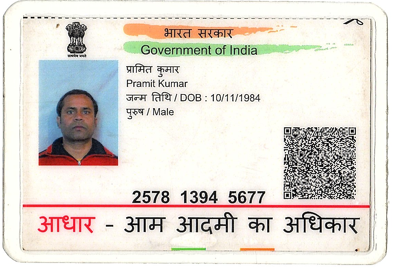 भारत सरकार
Government of India
प्रामित कुमार
Pramit Kumar
जन्म तिथि / DOB : 10/11/1984
पुरुष / Male
2578 1394 5677
आधार - आम आदमी का अधिकार